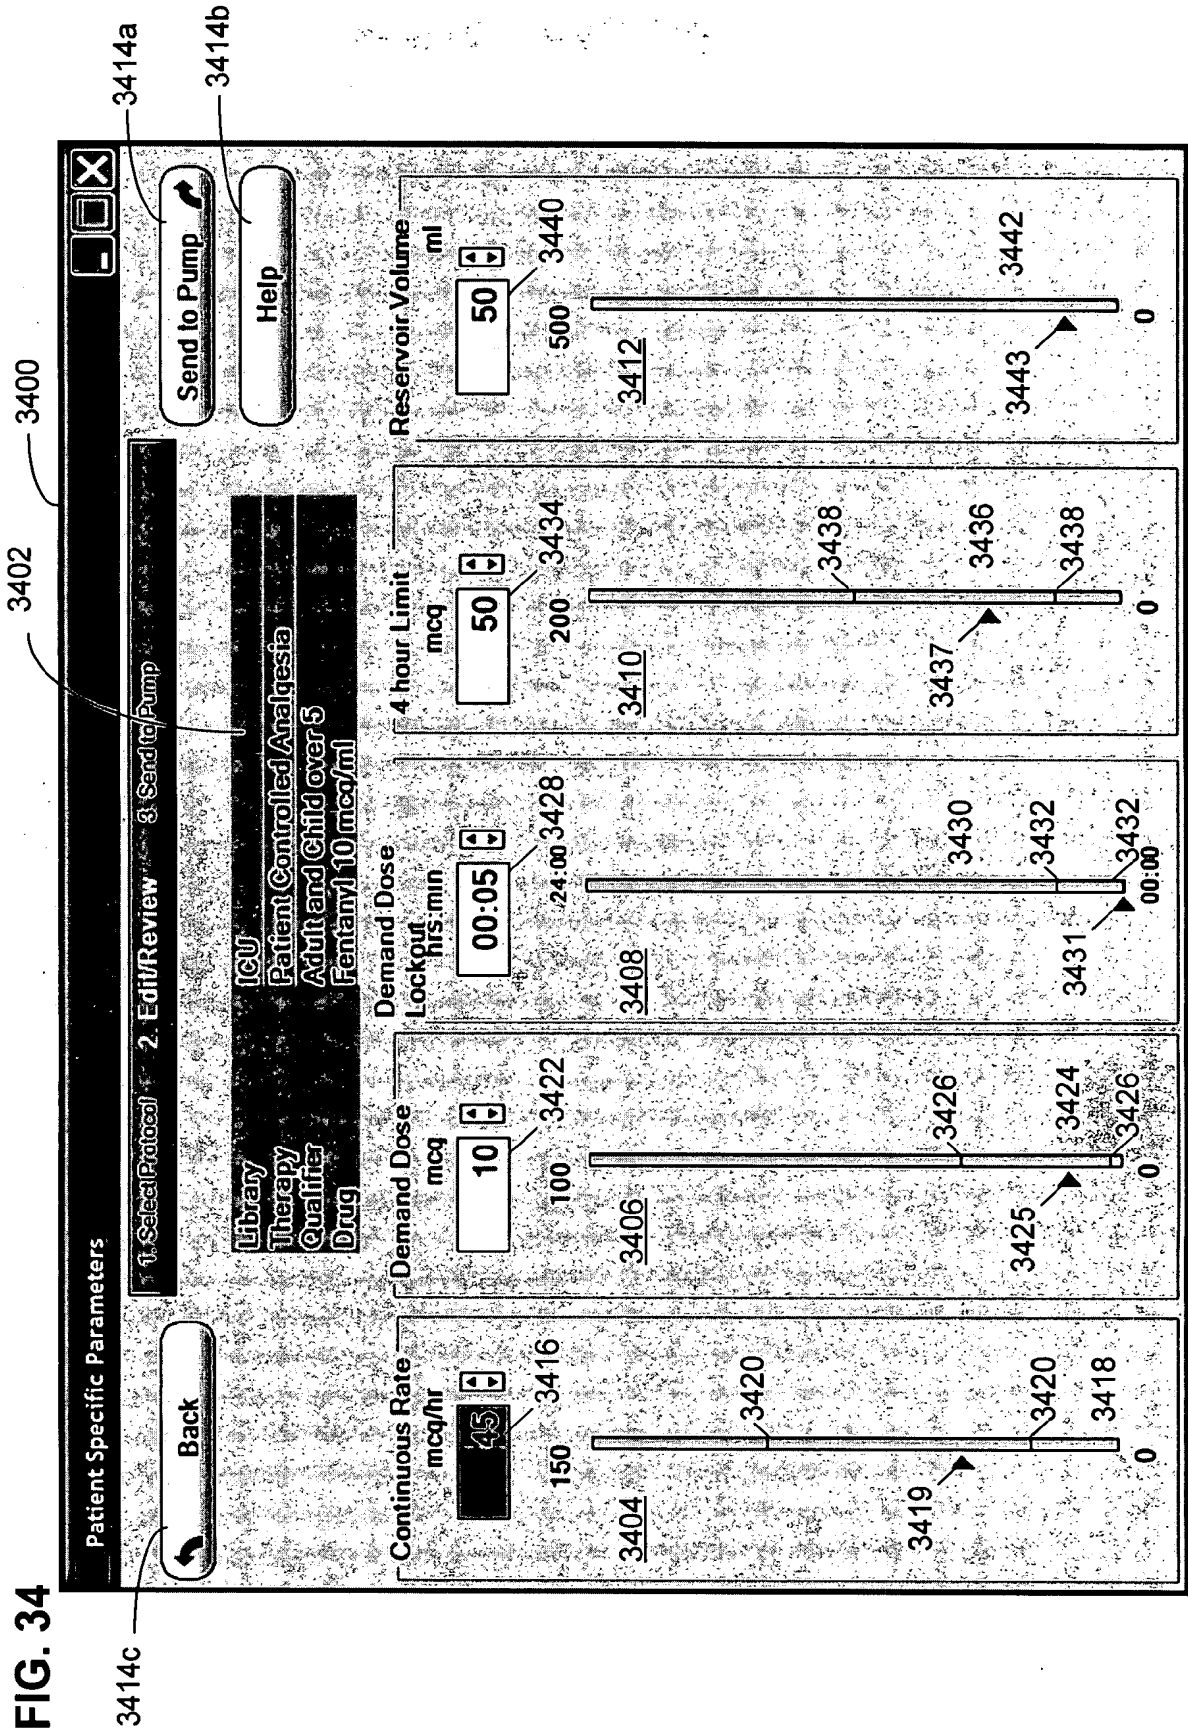 FIG. 34
3400
3402
3414a
3414b
3414c
Patient Specific Parameters
Back
1. Select Protocol 2. Edit/Review 3. Send to Pump
Send to Pump
Help
Library ICU
Therapy Patient Controlled Analgesia
Qualifier Adult and Child over 5
Drug Fentanyl 10 mcg/ml
Continuous Rate
mcg/hr
45
3416
150
3404
3420
3419
3420
3418
0
Demand Dose
mcg
10
3422
100
3406
3426
3425
3424
3426
0
Demand Dose
Lockout
hrs:min
00:05
24:00
3428
3408
3430
3432
3431
3432
00:00
4 hour Limit
mcg
50
3434
200
3410
3438
3437
3436
3438
0
Reservoir Volume
ml
50
3440
500
3412
3442
3443
0